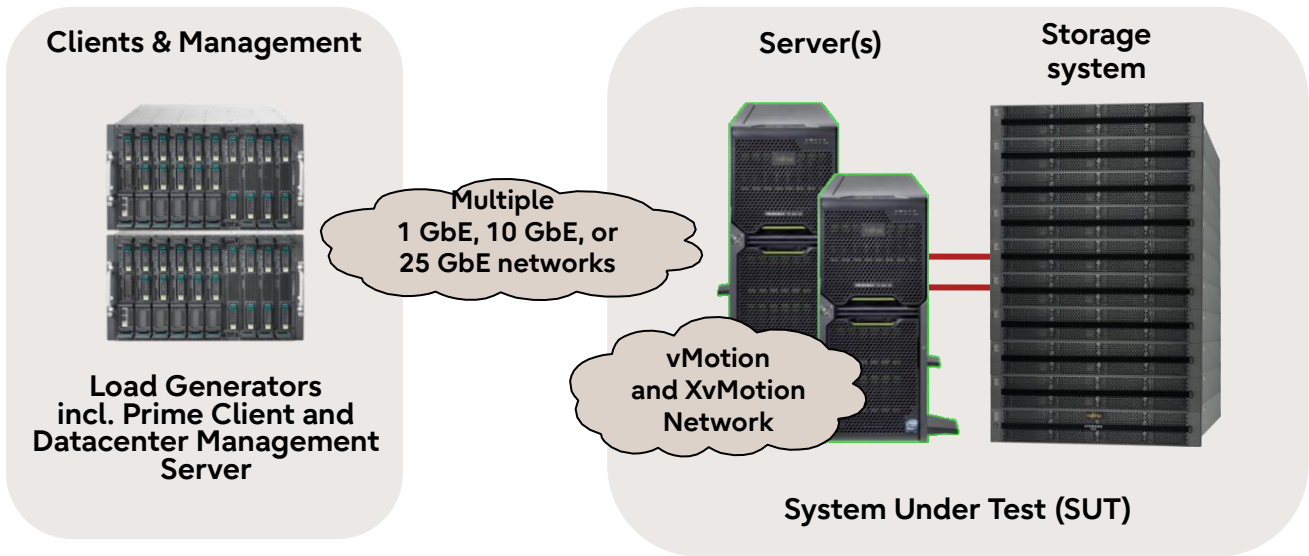 Clients & Management
Load Generators
incl. Prime Client and
Datacenter Management
Server
Multiple
1 GbE, 10 GbE, or
25 GbE networks
Server(s)
Storage
system
vMotion
and XvMotion
Network
System Under Test (SUT)